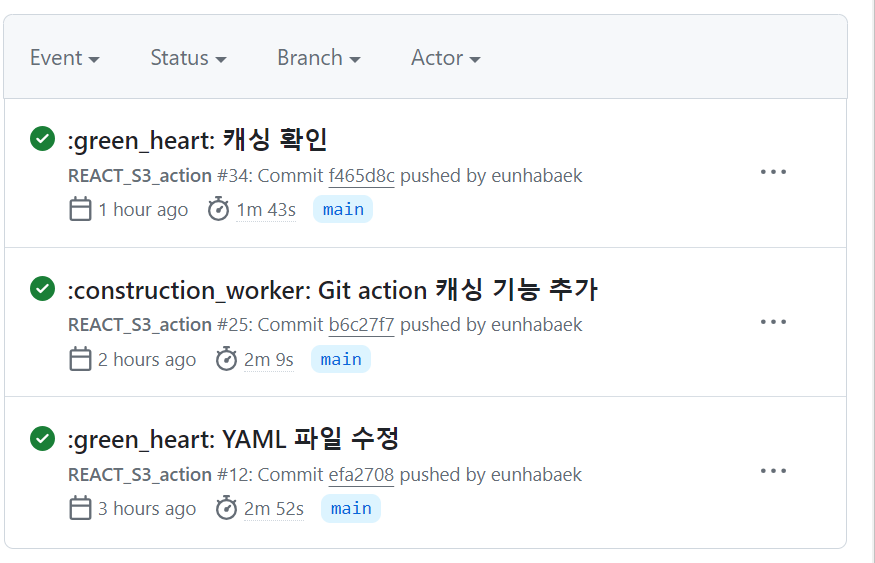 Event Status Branch Actor
:green_heart: 캐싱 확인
REACT_S3_action #34: Commit f465d8c pushed by eunhabaek
1 hour ago 1m 43s main
:construction_worker: Git action 캐싱 기능 추가
REACT_S3_action #25: Commit b6c27f7 pushed by eunhabaek
2 hours ago 2m 9s main
:green_heart: YAML 파일 수정
REACT_S3_action #12: Commit efa2708 pushed by eunhabaek
3 hours ago 2m 52s main